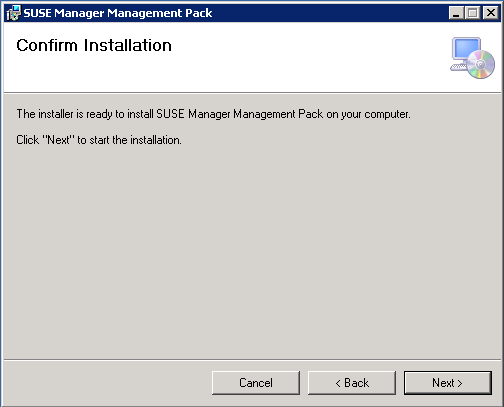 SUSE Manager Management Pack
Confirm Installation
The installer is ready to install SUSE Manager Management Pack on your computer.
Click "Next" to start the installation.
Cancel
< Back
Next >